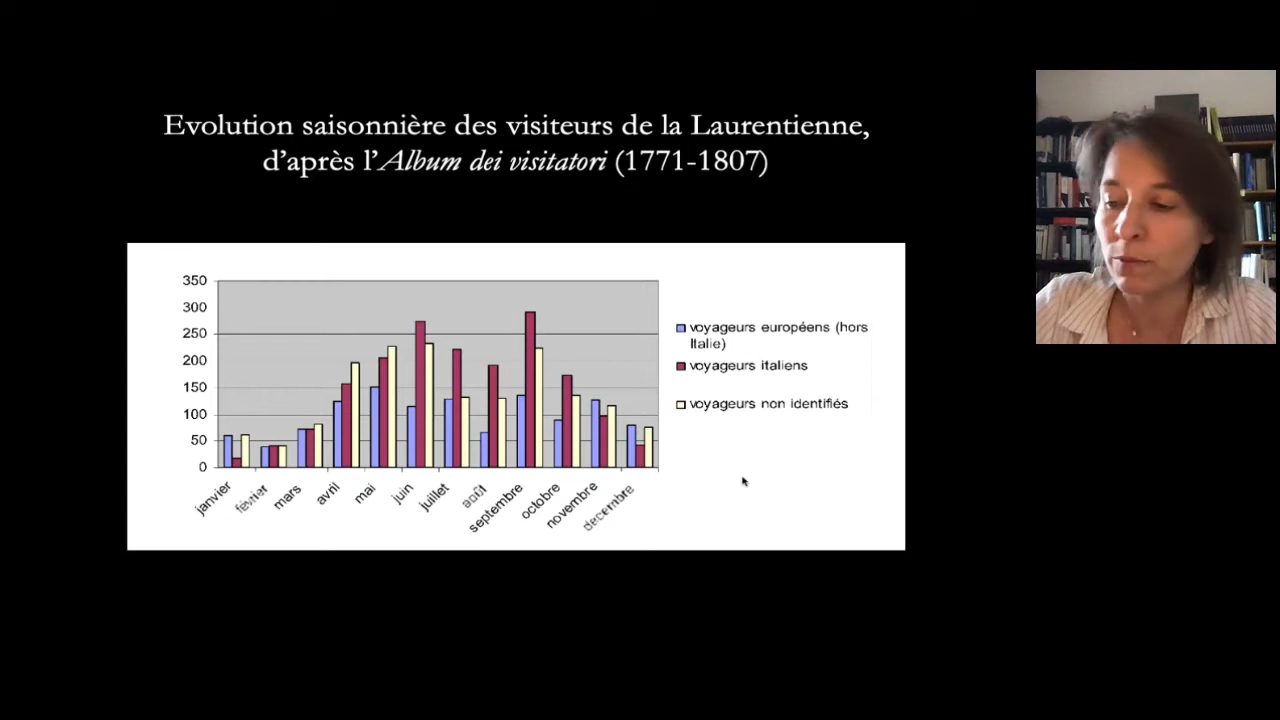 Evolution saisonnière des visiteurs de la Laurentienne,
d'après l'Album dei visitatori (1771-1807)
350
300
250
200
150
100
50
0
janvier
février
mars
avril
mai
juin
juillet
août
septembre
octobre
novembre
decembre
voyageurs européens (hors
Italie)
voyageurs italiens
voyageurs non identifiés